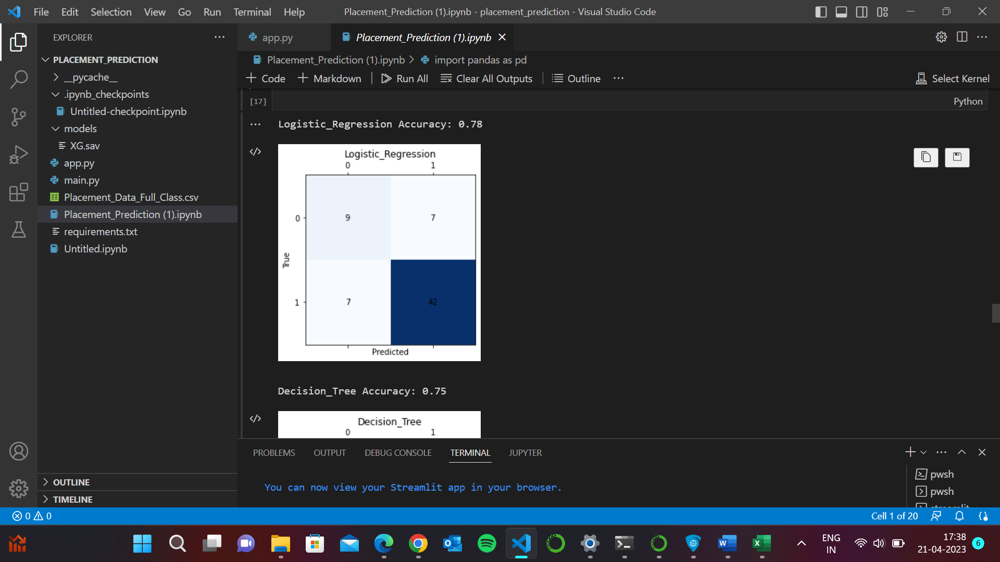 File Edit Selection View Go Run Terminal Help
Placement_Prediction (1).ipynb - placement_prediction - Visual Studio Code
EXPLORER
PLACEMENT_PREDICTION
__pycache__
.ipynb_checkpoints
Untitled-checkpoint.ipynb
models
XG.sav
app.py
main.py
Placement_Data_Full_Class.csv
Placement_Prediction (1).ipynb
requirements.txt
Untitled.ipynb
OUTLINE
TIMELINE
app.py
Placement_Prediction (1).ipynb
Placement_Prediction (1).ipynb > import pandas as pd
+ Code + Markdown Run All Clear All Outputs Outline ...
Select Kernel
[17]
Python
Logistic_Regression Accuracy: 0.78
Logistic_Regression
0 1
0 9 7
True
1 7 42
Predicted
Decision_Tree Accuracy: 0.75
Decision_Tree
0 1
PROBLEMS OUTPUT DEBUG CONSOLE TERMINAL JUPYTER
You can now view your Streamlit app in your browser.
pwsh
pwsh
streamlit
0 0
Cell 1 of 20
ENG
IN
17:38
21-04-2023
6